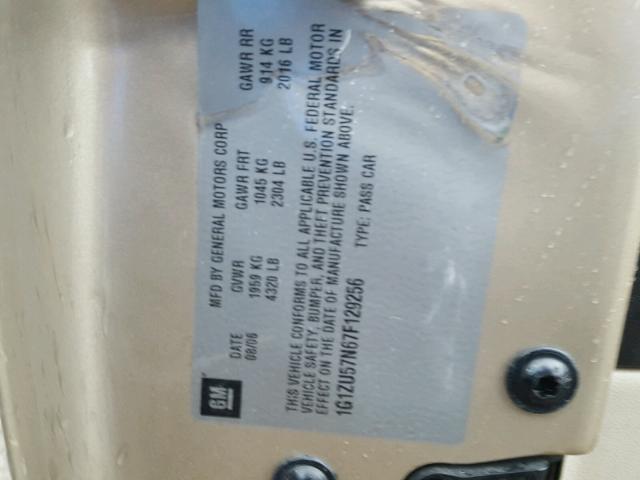 GM
MFD BY GENERAL MOTORS CORP
DATE GVWR GAWR FRT GAWR RR
08/06 1959 KG 1045 KG 914 KG
4320 LB 2304 LB 2016 LB
THIS VEHICLE CONFORMS TO ALL APPLICABLE U.S. FEDERAL MOTOR
VEHICLE SAFETY, BUMPER, AND THEFT PREVENTION STANDARDS IN
EFFECT ON THE DATE OF MANUFACTURE SHOWN ABOVE.
1G1ZU57N67F129256 TYPE: PASS CAR